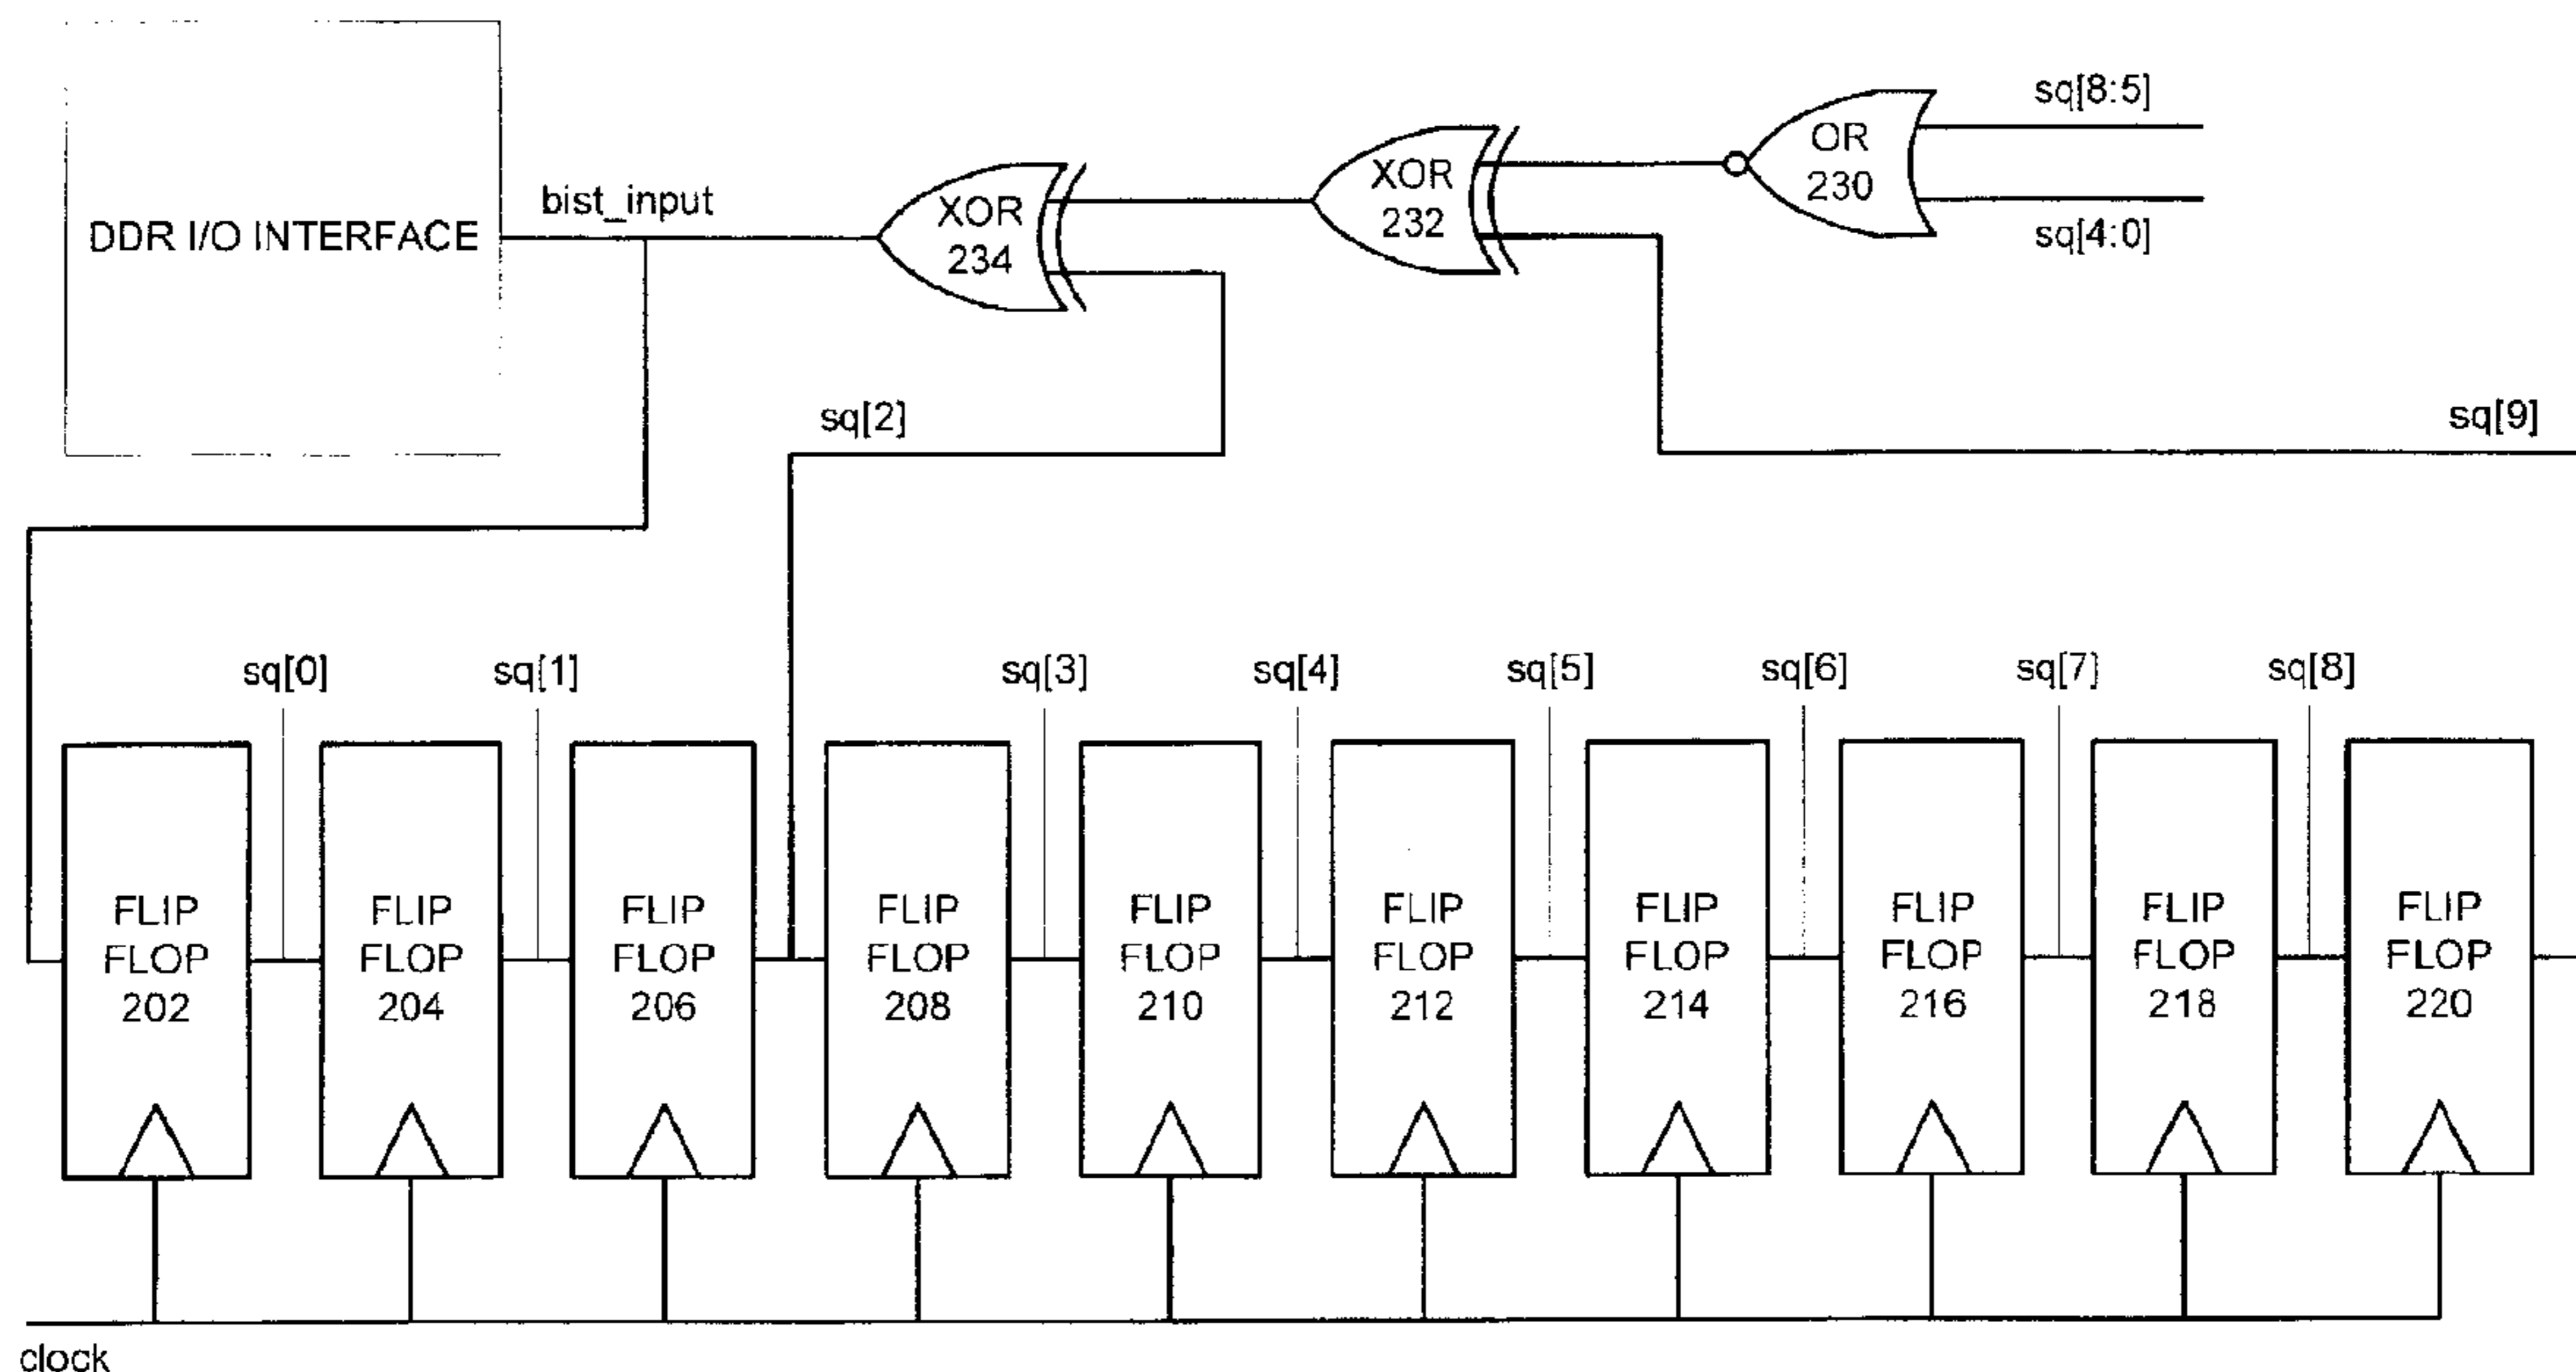 sq[8:5]
OR
230
sq[4:0]
XOR
232
XOR
234
bist_input
DDR I/O INTERFACE
sq[2]
sq[9]
sq[0]
sq[1]
sq[3]
sq[4]
sq[5]
sq[6]
sq[7]
sq[8]
FLIP
FLOP
202
FLIP
FLOP
204
FLIP
FLOP
206
FLIP
FLOP
208
FLIP
FLOP
210
FLIP
FLOP
212
FLIP
FLOP
214
FLIP
FLOP
216
FLIP
FLOP
218
FLIP
FLOP
220
clock